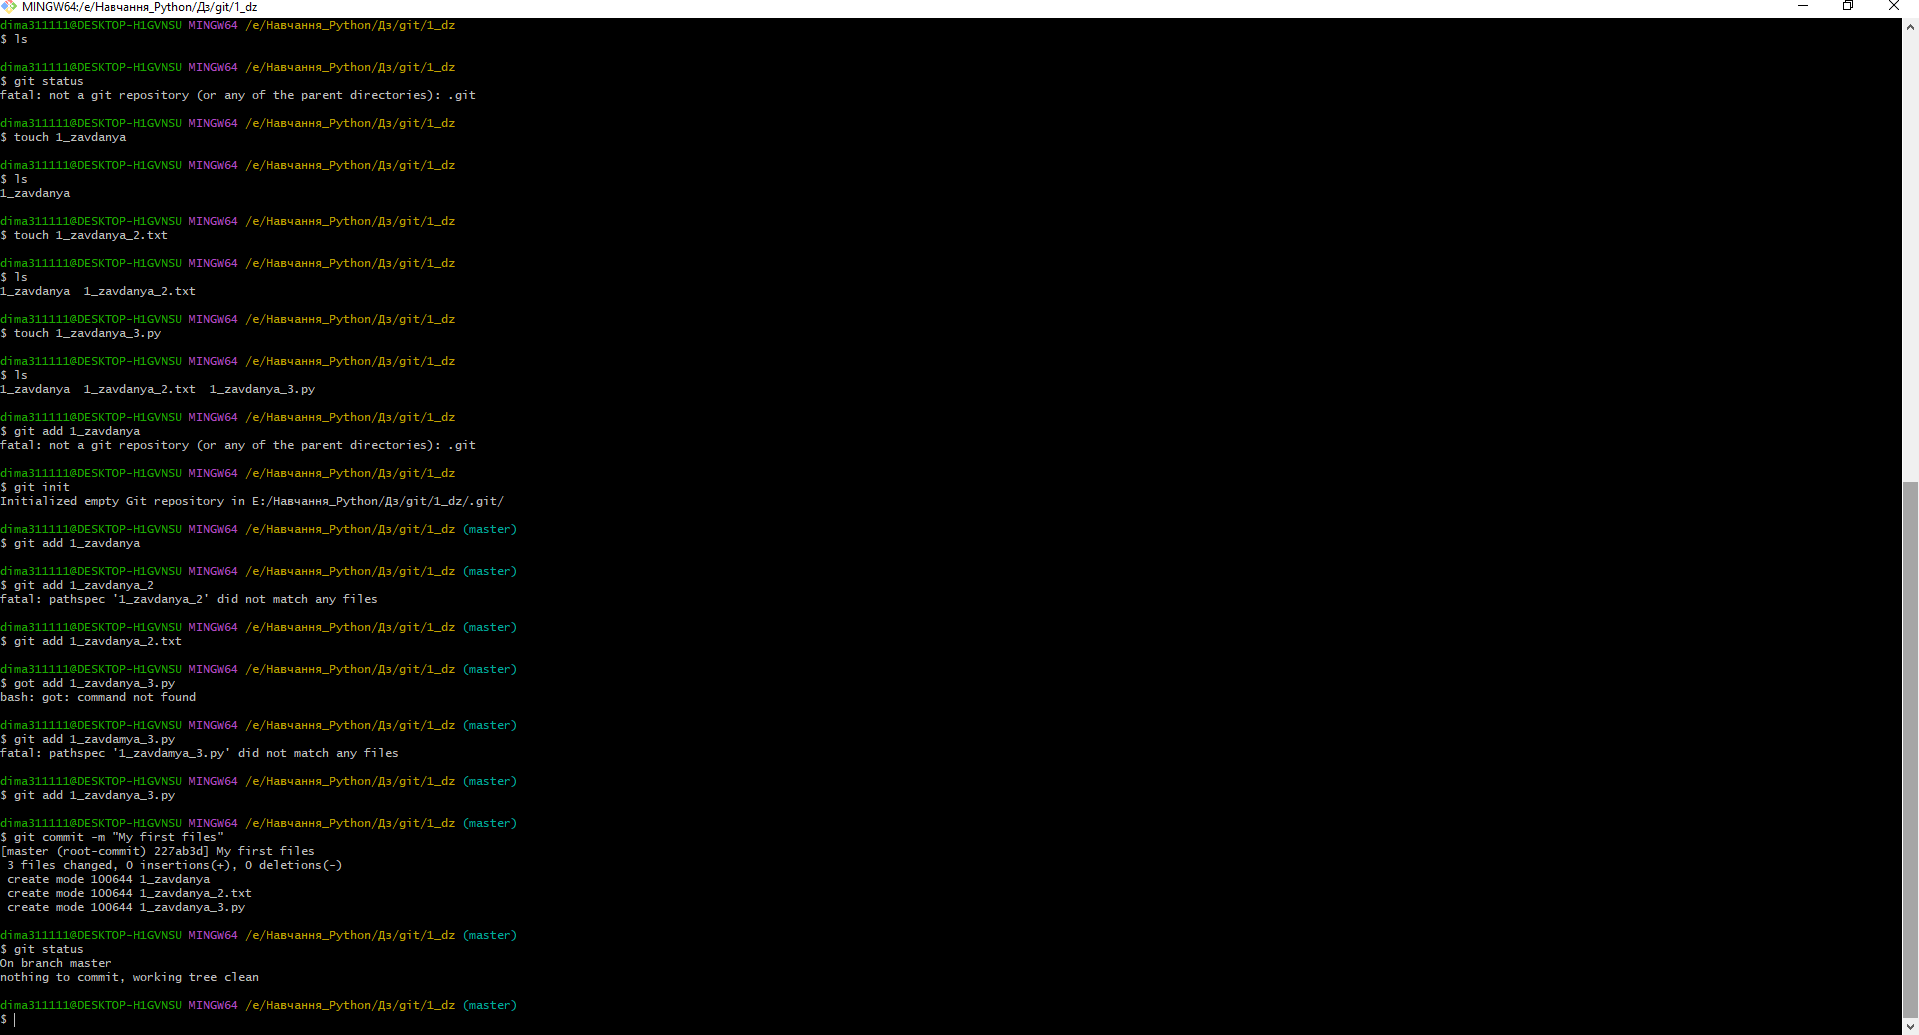 MINGW64:/e/Навчання_Python/Дз/git/1_dz
dima311111@DESKTOP-H1GVNSU MINGW64 /e/Навчання_Python/Дз/git/1_dz
$ ls
dima311111@DESKTOP-H1GVNSU MINGW64 /e/Навчання_Python/Дз/git/1_dz
$ git status
fatal: not a git repository (or any of the parent directories): .git
dima311111@DESKTOP-H1GVNSU MINGW64 /e/Навчання_Python/Дз/git/1_dz
$ touch 1_zavdanya
dima311111@DESKTOP-H1GVNSU MINGW64 /e/Навчання_Python/Дз/git/1_dz
$ ls
1_zavdanya
dima311111@DESKTOP-H1GVNSU MINGW64 /e/Навчання_Python/Дз/git/1_dz
$ touch 1_zavdanya_2.txt
dima311111@DESKTOP-H1GVNSU MINGW64 /e/Навчання_Python/Дз/git/1_dz
$ ls
1_zavdanya  1_zavdanya_2.txt
dima311111@DESKTOP-H1GVNSU MINGW64 /e/Навчання_Python/Дз/git/1_dz
$ touch 1_zavdanya_3.py
dima311111@DESKTOP-H1GVNSU MINGW64 /e/Навчання_Python/Дз/git/1_dz
$ ls
1_zavdanya  1_zavdanya_2.txt  1_zavdanya_3.py
dima311111@DESKTOP-H1GVNSU MINGW64 /e/Навчання_Python/Дз/git/1_dz
$ git add 1_zavdanya
fatal: not a git repository (or any of the parent directories): .git
dima311111@DESKTOP-H1GVNSU MINGW64 /e/Навчання_Python/Дз/git/1_dz
$ git init
Initialized empty Git repository in E:/Навчання_Python/Дз/git/1_dz/.git/
dima311111@DESKTOP-H1GVNSU MINGW64 /e/Навчання_Python/Дз/git/1_dz (master)
$ git add 1_zavdanya
dima311111@DESKTOP-H1GVNSU MINGW64 /e/Навчання_Python/Дз/git/1_dz (master)
$ git add 1_zavdanya_2
fatal: pathspec '1_zavdanya_2' did not match any files
dima311111@DESKTOP-H1GVNSU MINGW64 /e/Навчання_Python/Дз/git/1_dz (master)
$ git add 1_zavdanya_2.txt
dima311111@DESKTOP-H1GVNSU MINGW64 /e/Навчання_Python/Дз/git/1_dz (master)
$ got add 1_zavdanya_3.py
bash: got: command not found
dima311111@DESKTOP-H1GVNSU MINGW64 /e/Навчання_Python/Дз/git/1_dz (master)
$ git add 1_zavdamya_3.py
fatal: pathspec '1_zavdamya_3.py' did not match any files
dima311111@DESKTOP-H1GVNSU MINGW64 /e/Навчання_Python/Дз/git/1_dz (master)
$ git add 1_zavdanya_3.py
dima311111@DESKTOP-H1GVNSU MINGW64 /e/Навчання_Python/Дз/git/1_dz (master)
$ git commit -m "My first files"
[master (root-commit) 227ab3d] My first files
 3 files changed, 0 insertions(+), 0 deletions(-)
 create mode 100644 1_zavdanya
 create mode 100644 1_zavdanya_2.txt
 create mode 100644 1_zavdanya_3.py
dima311111@DESKTOP-H1GVNSU MINGW64 /e/Навчання_Python/Дз/git/1_dz (master)
$ git status
On branch master
nothing to commit, working tree clean
dima311111@DESKTOP-H1GVNSU MINGW64 /e/Навчання_Python/Дз/git/1_dz (master)
$